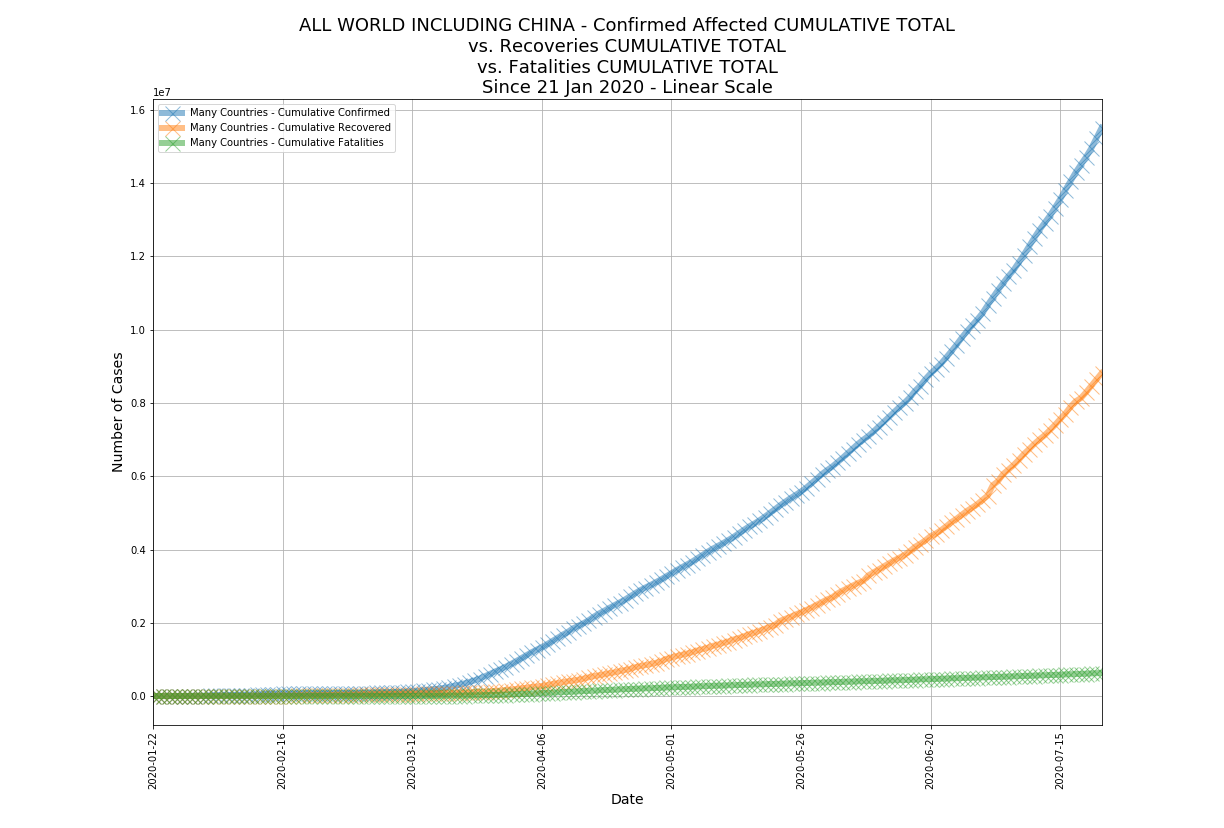 ALL WORLD INCLUDING CHINA - Confirmed Affected CUMULATIVE TOTAL
vs. Recoveries CUMULATIVE TOTAL
vs. Fatalities CUMULATIVE TOTAL
Since 21 Jan 2020 - Linear Scale
1e7
Many Countries - Cumulative Confirmed
Many Countries - Cumulative Recovered
Many Countries - Cumulative Fatalities
1.6
1.4
1.2
1.0
0.8
0.6
0.4
0.2
0.0
Number of Cases
2020-01-22
2020-02-16
2020-03-12
2020-04-06
2020-05-01
2020-05-26
2020-06-20
2020-07-15
Date